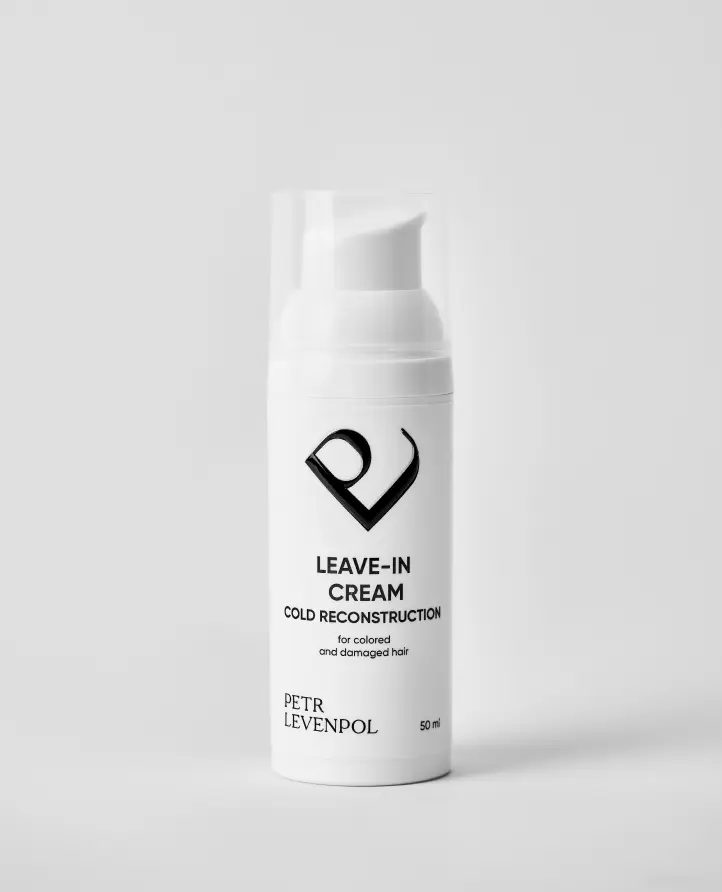 LEAVE-IN
CREAM
COLD RECONSTRUCTION
for colored
and damaged hair
PETR
LEVENPOL
50 ml